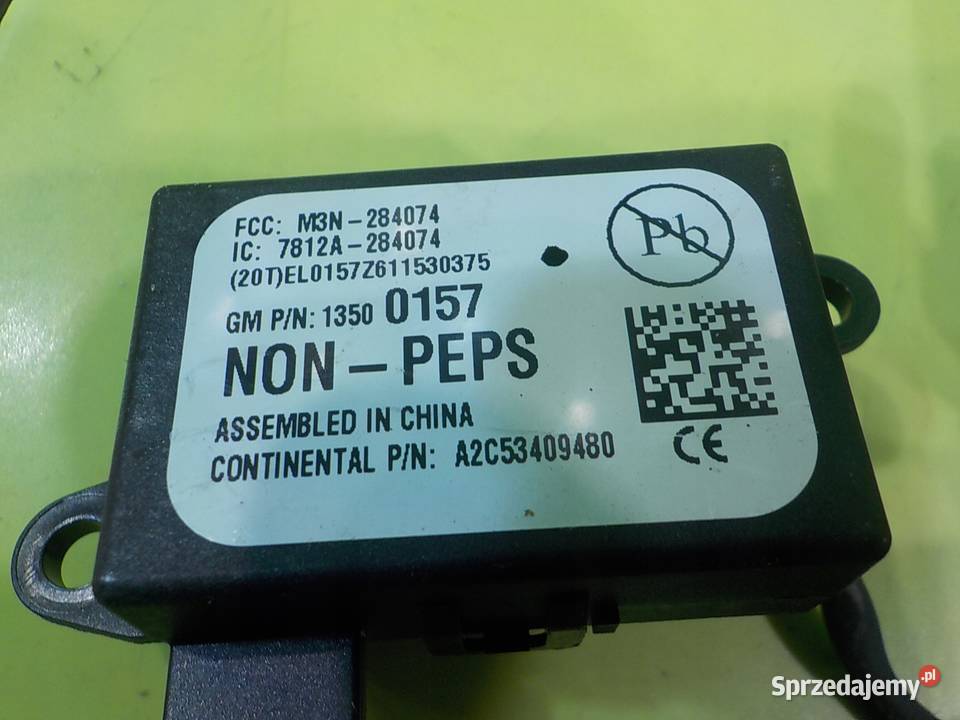 FCC: M3N-284074
IC: 7812A-284074
(20T)EL0157Z611530375
GM P/N: 1350 0157
NON-PEPS
ASSEMBLED IN CHINA
CONTINENTAL P/N: A2C53409480
Pb
CE
Sprzedajemy.pl